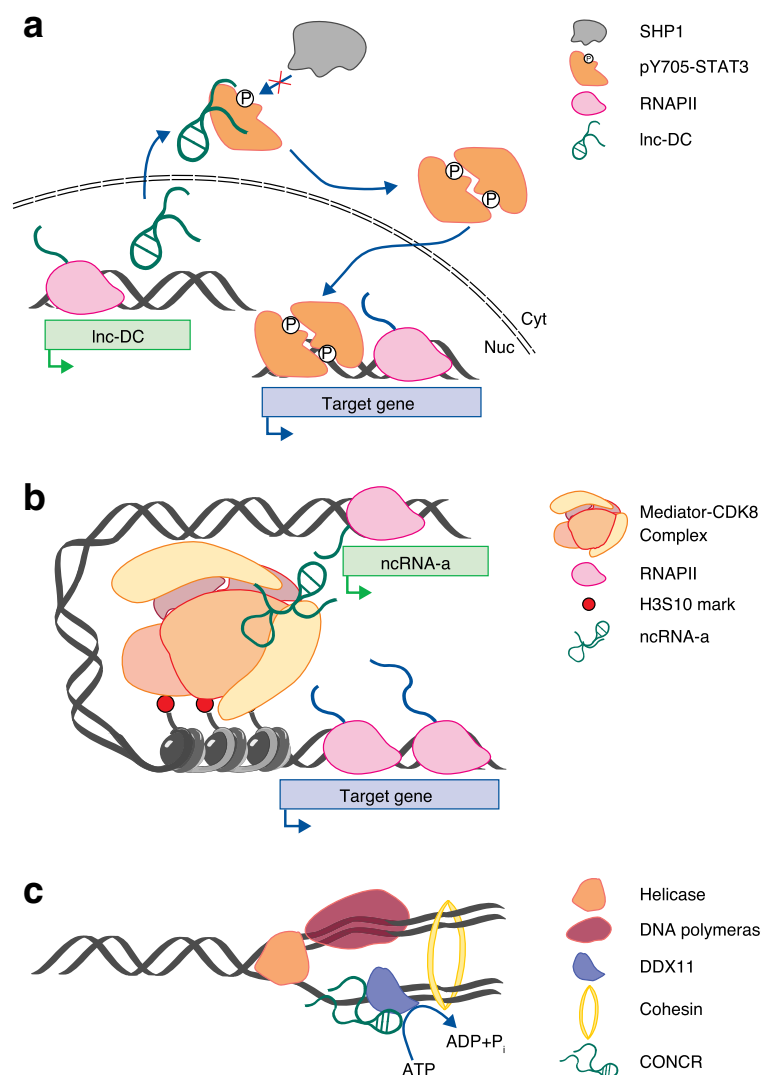 a
SHP1
pY705-STAT3
RNAPII
lnc-DC
P
P
P
P
P
P
Cyt
Nuc
lnc-DC
Target gene
b
Mediator-CDK8
Complex
RNAPII
H3S10 mark
ncRNA-a
ncRNA-a
Target gene
c
Helicase
DNA polymeras
DDX11
Cohesin
CONCR
ADP+Pi
ATP